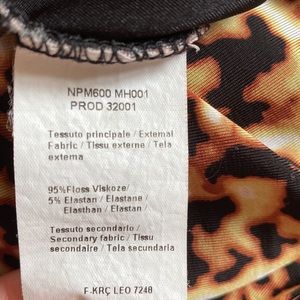 NPM600 MH001
PROD 32001
Tessuto principale / External
Fabric / Tissu externe / Tela
externa
95%Floss Viskoze/
5% Elastan / Elastane/
Elasthan / Elastane/
Tessuto secondario/
Secondary fabric / Tissu
secondaire / Tela secundaria
F-KRÇ LEO 7248